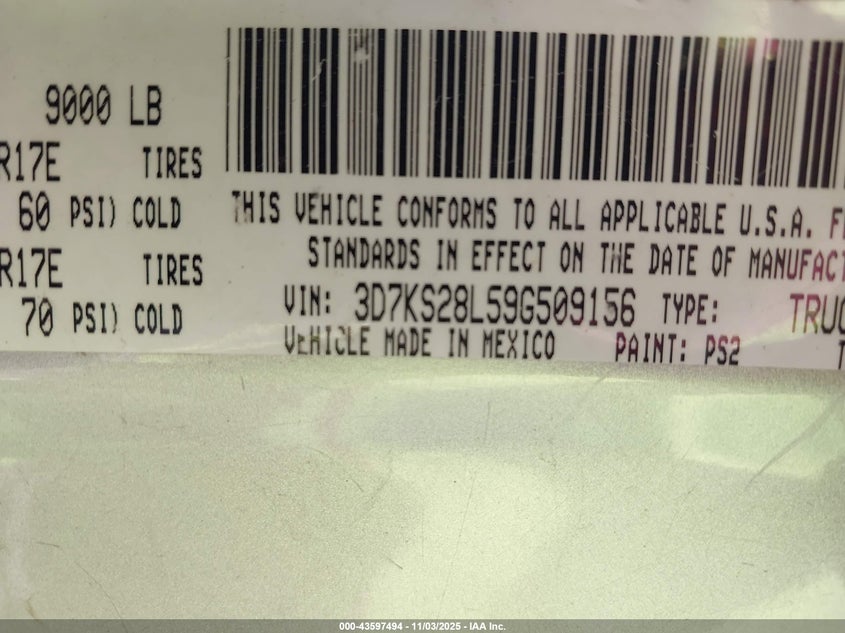 9000 LB
R17E TIRES
60 PSI) COLD
R17E TIRES
70 PSI) COLD
THIS VEHICLE CONFORMS TO ALL APPLICABLE U.S.A. F
STANDARDS IN EFFECT ON THE DATE OF MANUFACT
VIN: 3D7KS28L59G509156 TYPE: TRUC
VEHICLE MADE IN MEXICO PAINT: PS2
000-43597494 - 11/03/2025 - IAA Inc.